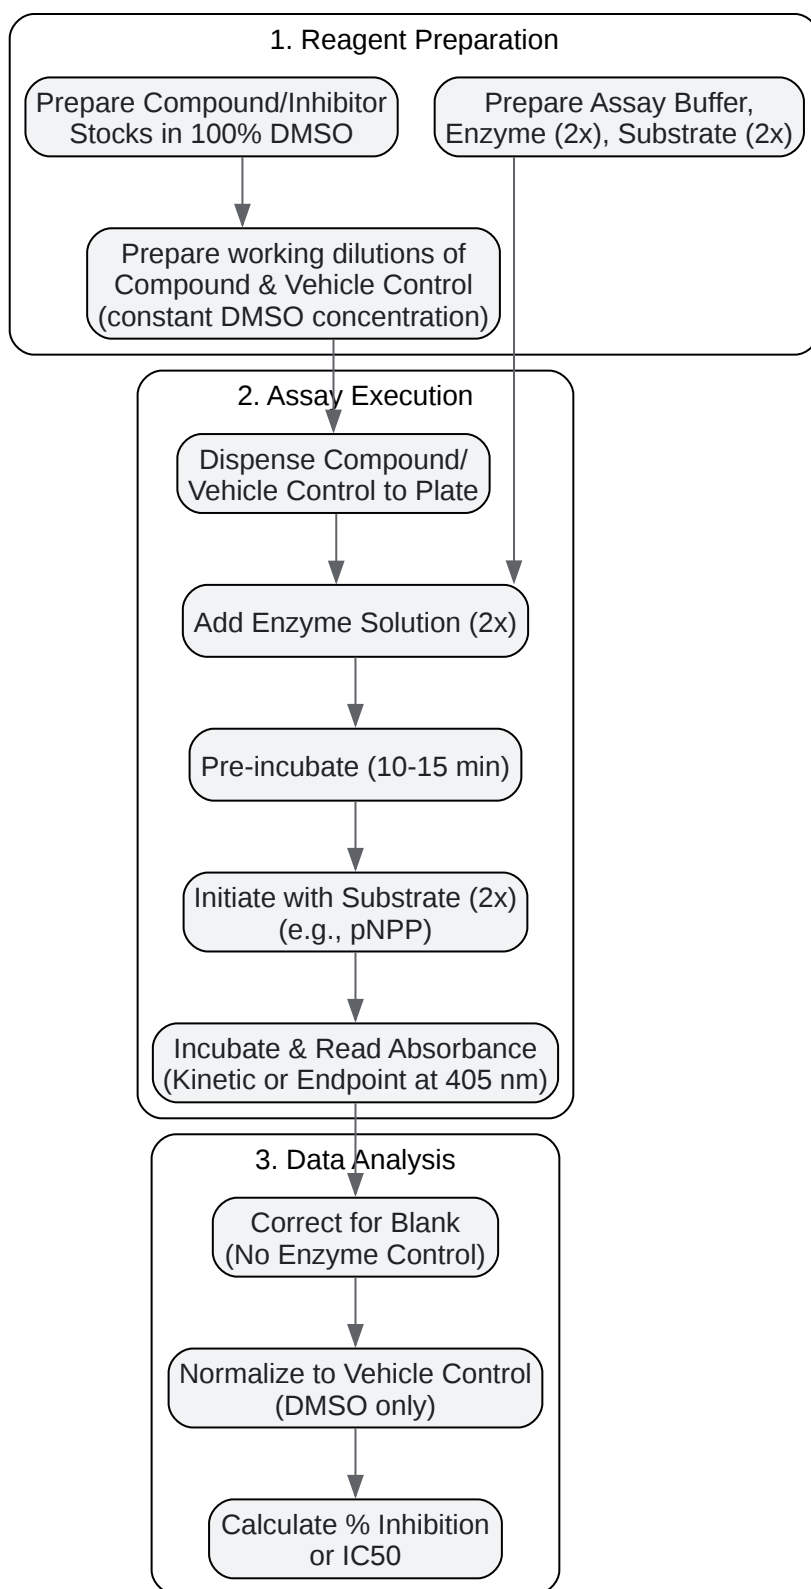 1. Reagent Preparation
Prepare Compound/Inhibitor
Stocks in 100% DMSO
Prepare Assay Buffer,
Enzyme (2x), Substrate (2x)
Prepare working dilutions of
Compound & Vehicle Control
(constant DMSO concentration)
2. Assay Execution
Dispense Compound/
Vehicle Control to Plate
Add Enzyme Solution (2x)
Pre-incubate (10-15 min)
Initiate with Substrate (2x)
(e.g., pNPP)
Incubate & Read Absorbance
(Kinetic or Endpoint at 405 nm)
3. Data Analysis
Correct for Blank
(No Enzyme Control)
Normalize to Vehicle Control
(DMSO only)
Calculate % Inhibition
or IC50